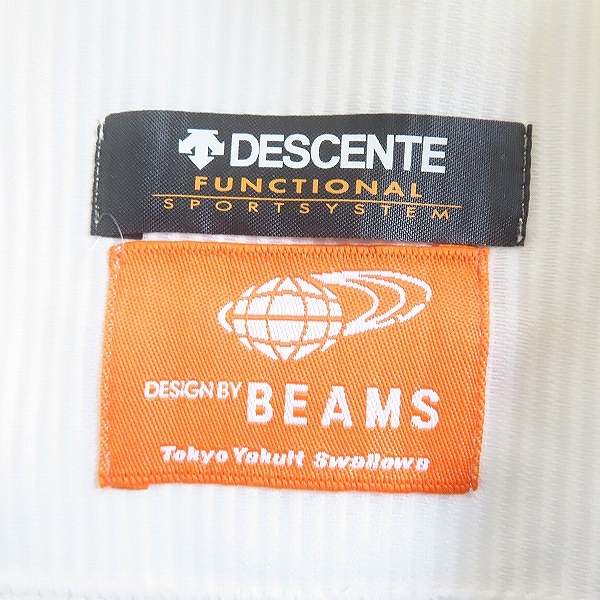 DESCENTE
FUNCTIONAL
SPORTSYSTEM
DESIGN BY BEAMS
Tokyo Yakult Swallows